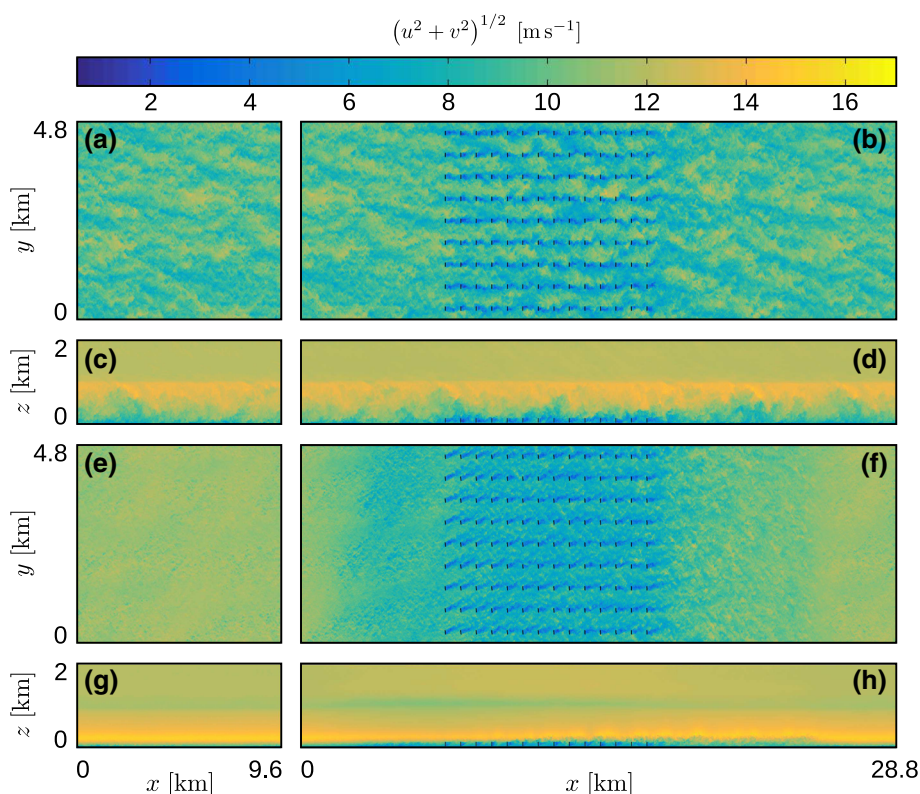 (u² + v²)^{1/2} [m s⁻¹]
2 4 6 8 10 12 14 16
4.8 (a) (b)
y [km]
0
2 (c) (d)
z [km]
0
4.8 (e) (f)
y [km]
0
2 (g) (h)
z [km]
0
0 9.6 0 28.8
x [km] x [km]